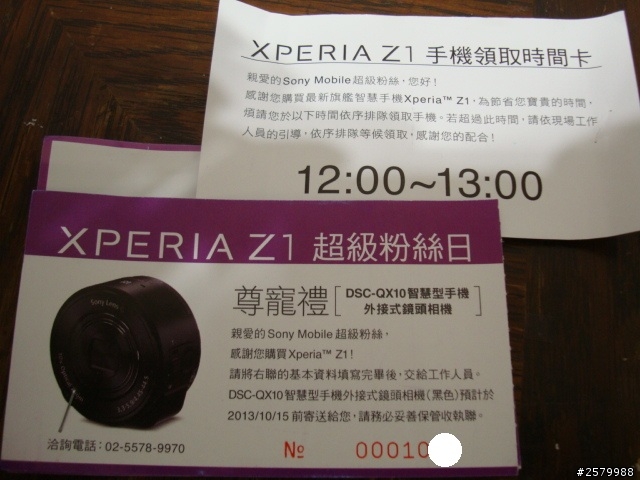 XPERIA Z1 手機領取時間卡
親愛的Sony Mobile超級粉絲，您好！
感謝您購買最新旗艦智慧手機Xperia™ Z1，為節省您寶貴的時間，
煩請您於以下時間依序排隊領取手機。若超過此時間，請依現場工作
人員的引導，依序排隊等候領取，感謝您的配合！
12:00~13:00
XPERIA Z1 超級粉絲日
尊寵禮
DSC-QX10智慧型手機
外接式鏡頭相機
親愛的Sony Mobile超級粉絲，
感謝您購買Xperia™ Z1！
請將右聯的基本資料填寫完畢後，交給工作人員。
DSC-QX10智慧型手機外接式鏡頭相機（黑色）預計於
2013/10/15前寄送給您，請務必妥善保管收執聯。
Sony Lens
洽詢電話：02-5578-9970
№ 00010
#2579988